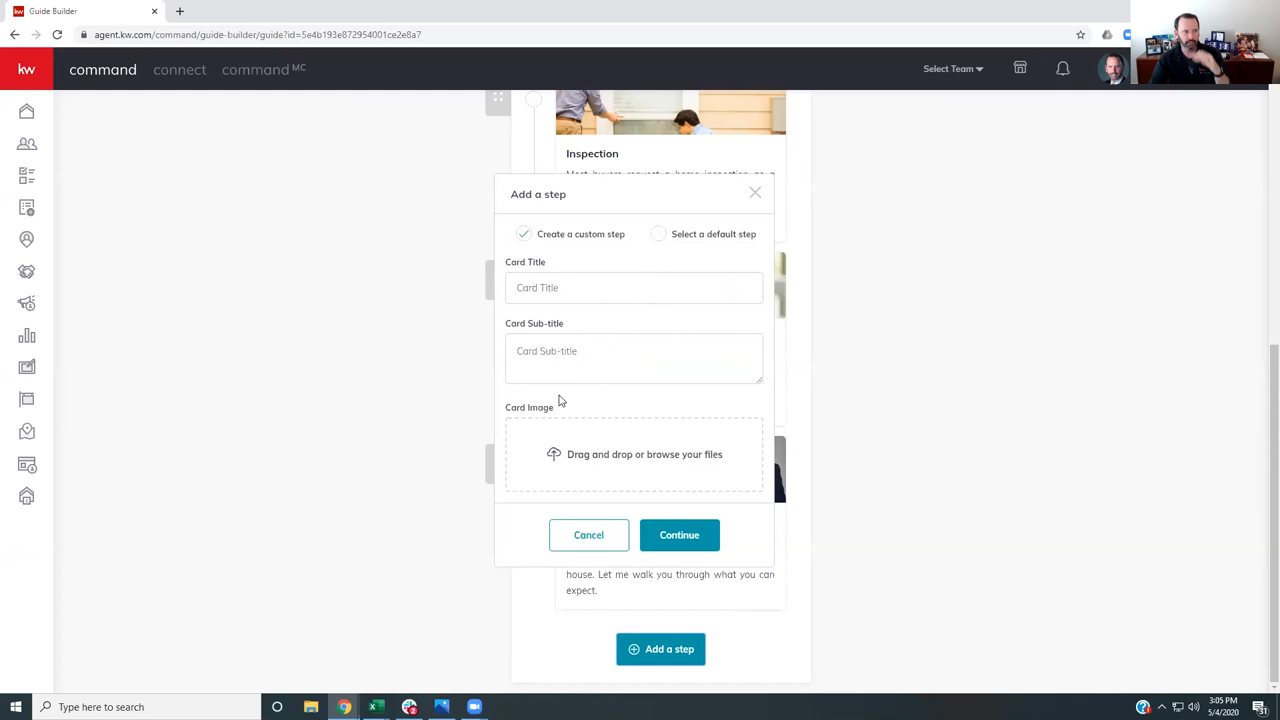 Guide Builder
agent.kw.com/command/guide-builder/guide?id=5e4b193e872954001ce2e8a7
kw
command
connect
command MC
Select Team
Inspection
Add a step
Create a custom step
Select a default step
Card Title
Card Title
Card Sub-title
Card Sub-title
Card Image
Drag and drop or browse your files
Cancel
Continue
house. Let me walk you through what you can
expect.
Add a step
Type here to search
3:05 PM
5/4/2020